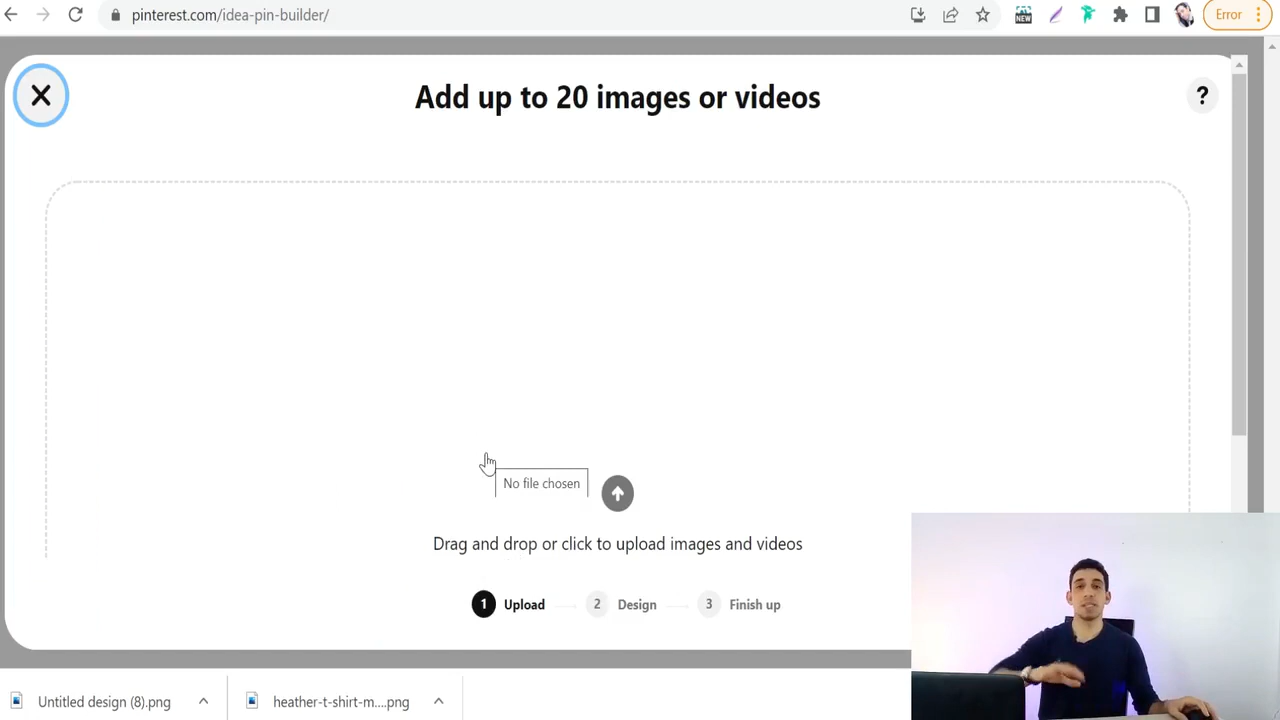 pinterest.com/idea-pin-builder/
NEW
Error
Add up to 20 images or videos
?
No file chosen
Drag and drop or click to upload images and videos
1 Upload 2 Design 3 Finish up
Untitled design (8).png
heather-t-shirt-m....png